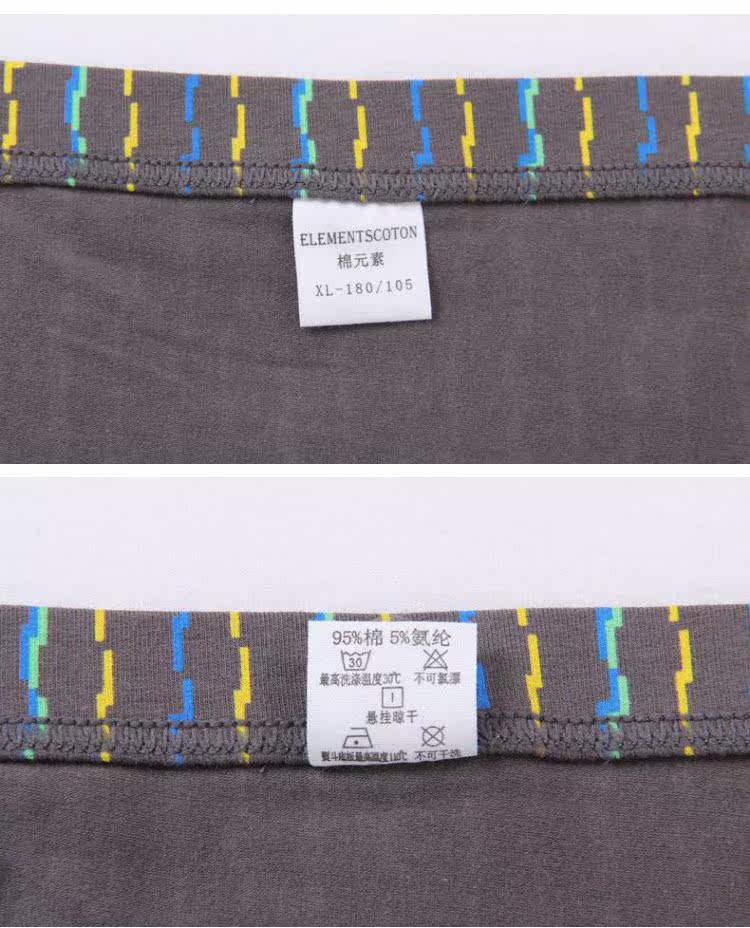 ELEMENTSCOTON
棉元素
XL-180/105
95%棉 5%氨纶
30
最高洗涤温度30℃ 不可氯漂
悬挂晾干
熨斗底板最高温度110℃ 不可干洗